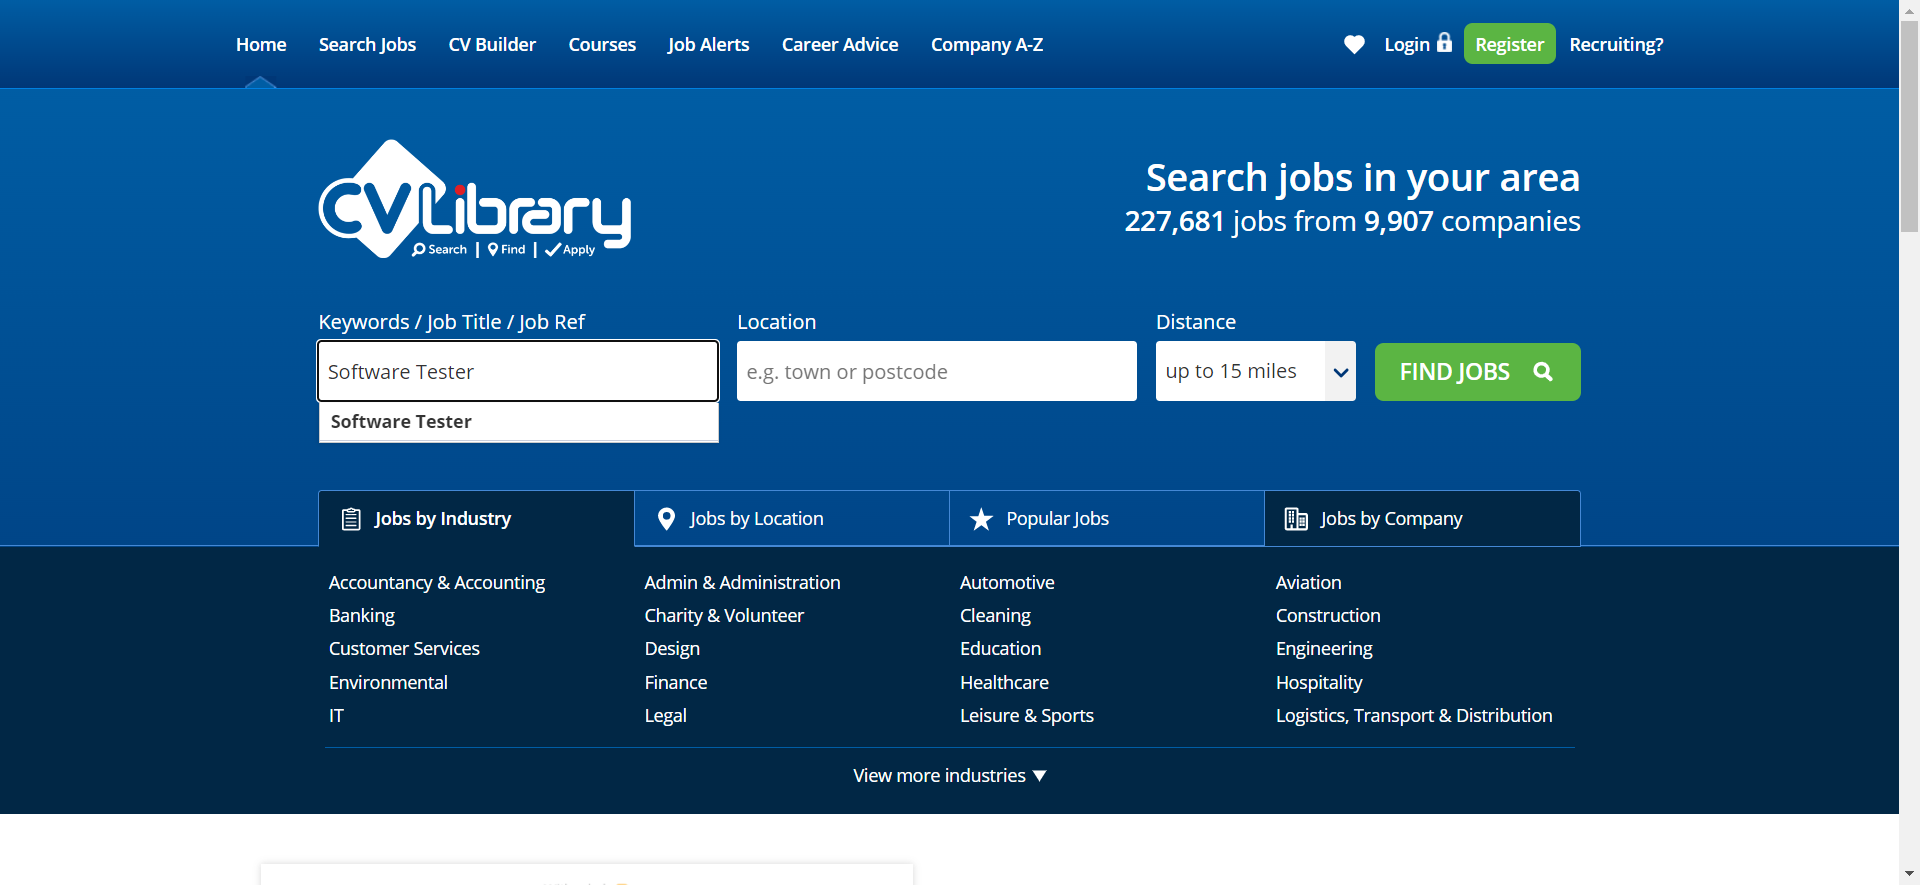 Home Search Jobs CV Builder Courses Job Alerts Career Advice Company A-Z Login Register Recruiting?
CV Library
Search | Find | Apply
Search jobs in your area
227,681 jobs from 9,907 companies
Keywords / Job Title / Job Ref Location Distance
Software Tester e.g. town or postcode up to 15 miles FIND JOBS
Software Tester
Jobs by Industry Jobs by Location Popular Jobs Jobs by Company
Accountancy & Accounting Admin & Administration Automotive Aviation
Banking Charity & Volunteer Cleaning Construction
Customer Services Design Education Engineering
Environmental Finance Healthcare Hospitality
IT Legal Leisure & Sports Logistics, Transport & Distribution
View more industries